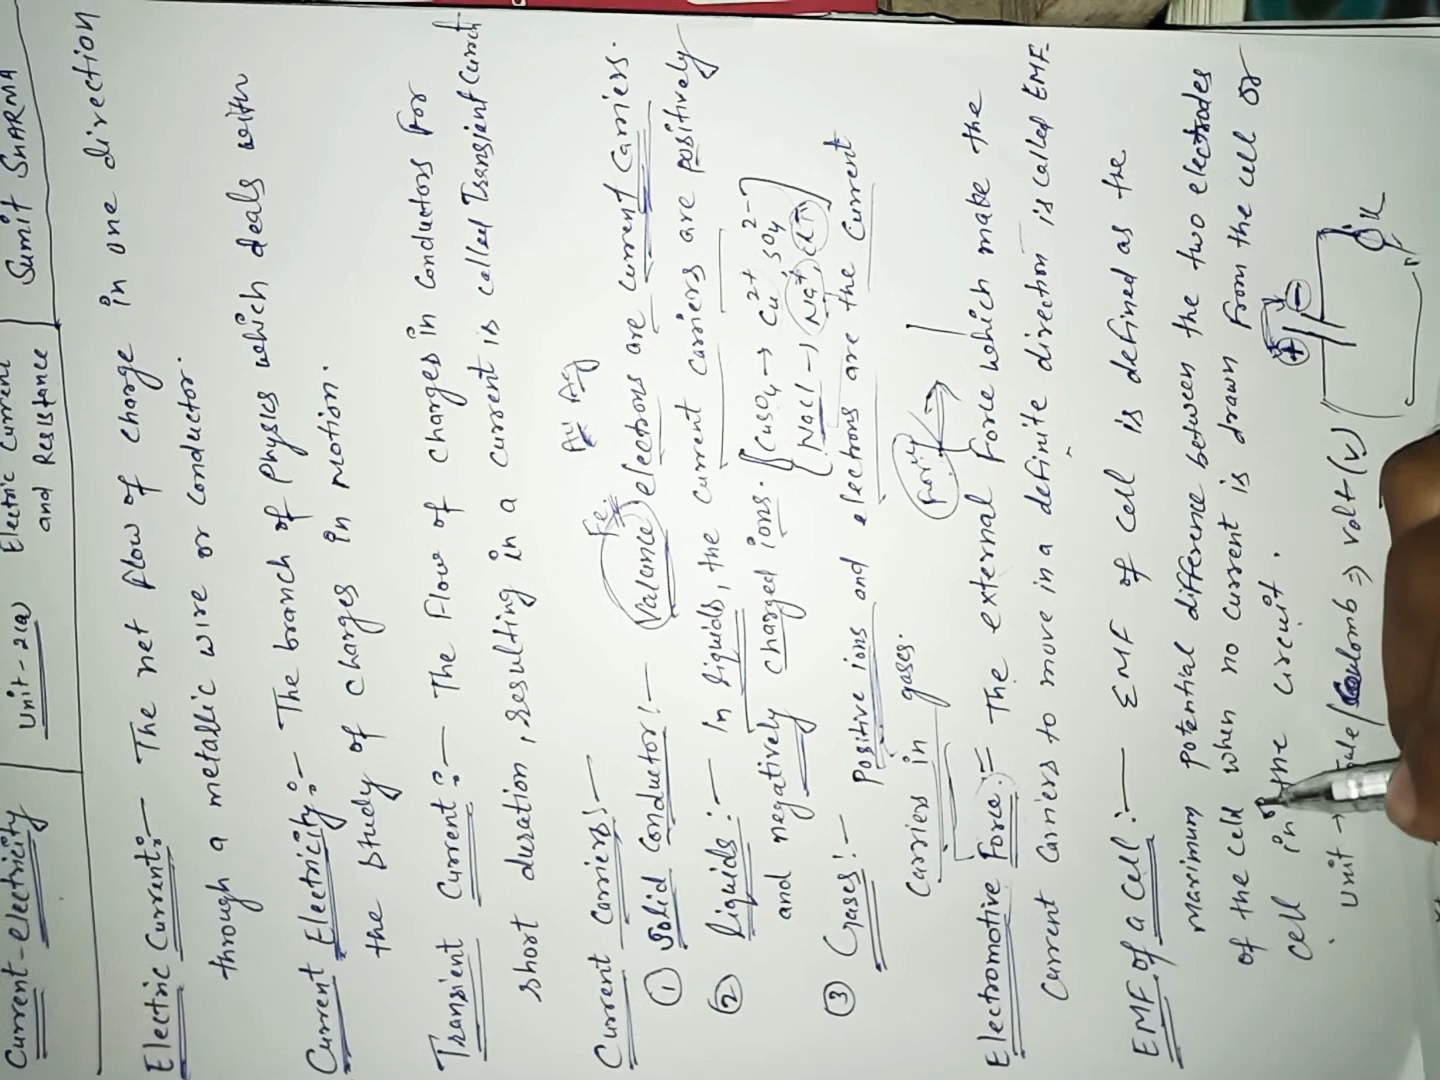 Current-electricity Unit-2(a) Electric Current and Resistance Sumit SHARMA
Electric Current:- The net flow of charge in one direction
through a metallic wire or conductor.
Current Electricity:- The branch of Physics which deals with
the study of charges in motion.
Transient Current:- The flow of charges in conductors for
short duration, resulting in a current is called Transient Current
Current Carriers:-
Fe Au Ag
① Solid Conductor!- Valance electrons are current carriers.
② Liquids:- In liquids, the current carriers are positively
and negatively charged ions. [CuSO4 → Cu2+, SO4 2-]
[NaCl → Na+, Cl-]
③ Gases!- Positive ions and electrons are the current
carriers in gases.
Electromotive Force = The external force which make the
current carriers to move in a definite direction is called EMF
EMF of a cell:- EMF of cell is defined as the
maximum potential difference between the two electrodes
of the cell when no current is drawn from the cell or
cell in the circuit.
Unit → /Coulomb ⇒ volt (V)
+ -
K